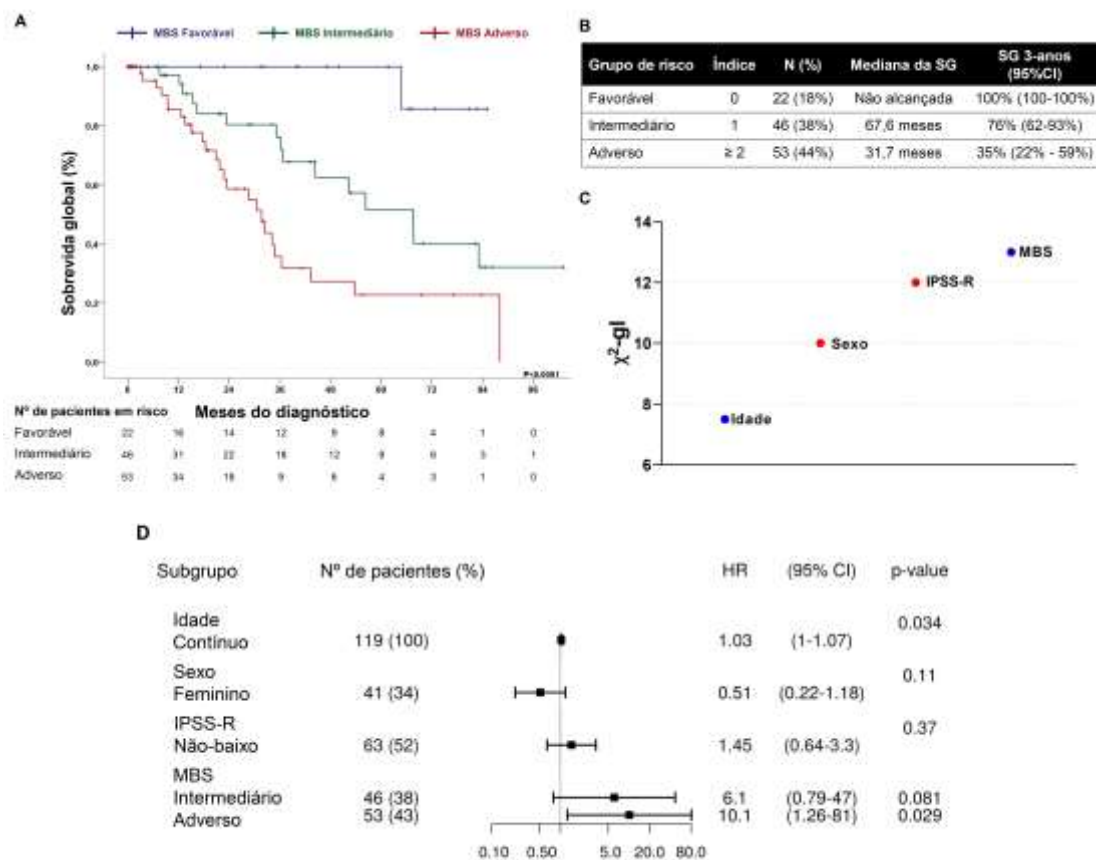 A
MBS Favorável MBS Intermediário MBS Adverso
Sobrevida global (%)
1,0
0,8
0,6
0,4
0,2
0,0
0 12 24 36 48 60 72 84 96
Meses do diagnóstico
Nº de pacientes em risco
Favorável 22 16 14 12 9 8 4 1 0
Intermediário 46 31 22 16 12 9 6 3 1
Adverso 53 34 18 9 6 4 3 1 0
B
Grupo de risco Índice N (%) Mediana da SG SG 3-anos (95%CI)
Favorável 0 22 (18%) Não alcançada 100% (100-100%)
Intermediário 1 46 (38%) 67,6 meses 76% (62-93%)
Adverso ≥ 2 53 (44%) 31,7 meses 35% (22% - 59%)
C
χ²-gl
14
12
10
8
6
MBS
IPSS-R
Sexo
Idade
D
Subgrupo Nº de pacientes (%) HR (95% CI) p-value
Idade 0.034
Contínuo 119 (100) 1.03 (1-1.07)
Sexo 0.11
Feminino 41 (34) 0.51 (0.22-1.18)
IPSS-R 0.37
Não-baixo 63 (52) 1.45 (0.64-3.3)
MBS
Intermediário 46 (38) 6.1 (0.79-47) 0.081
Adverso 53 (43) 10.1 (1.26-81) 0.029
0.10 0.50 5.0 20.0 80.0